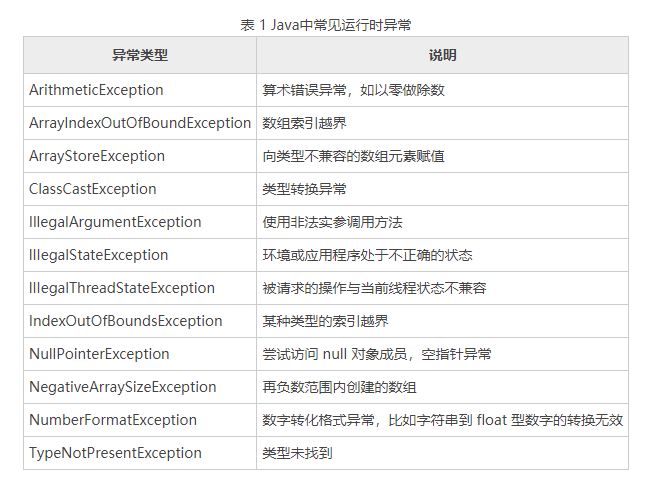 表 1 Java中常见运行时异常
异常类型 说明
ArithmeticException 算术错误异常，如以零做除数
ArraylndexOutOfBoundException 数组索引越界
ArrayStoreException 向类型不兼容的数组元素赋值
ClassCastException 类型转换异常
IllegalArgumentException 使用非法实参调用方法
lIIegalStateException 环境或应用程序处于不正确的状态
lIIegalThreadStateException 被请求的操作与当前线程状态不兼容
IndexOutOfBoundsException 某种类型的索引越界
NullPointerException 尝试访问 null 对象成员，空指针异常
NegativeArraySizeException 再负数范围内创建的数组
NumberFormatException 数字转化格式异常，比如字符串到 float 型数字的转换无效
TypeNotPresentException 类型未找到